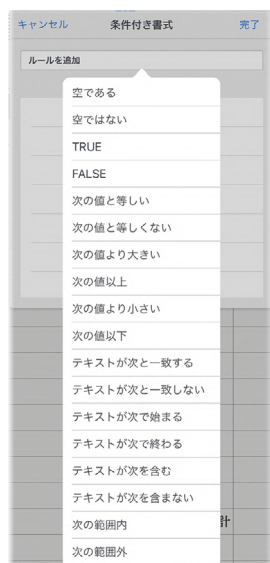 キャンセル 条件付き書式 完了
ルールを追加
空である
空ではない
TRUE
FALSE
次の値と等しい
次の値と等しくない
次の値より大きい
次の値以上
次の値より小さい
次の値以下
テキストが次と一致する
テキストが次と一致しない
テキストが次で始まる
テキストが次で終わる
テキストが次を含む
テキストが次を含まない
計
次の範囲内
次の範囲外